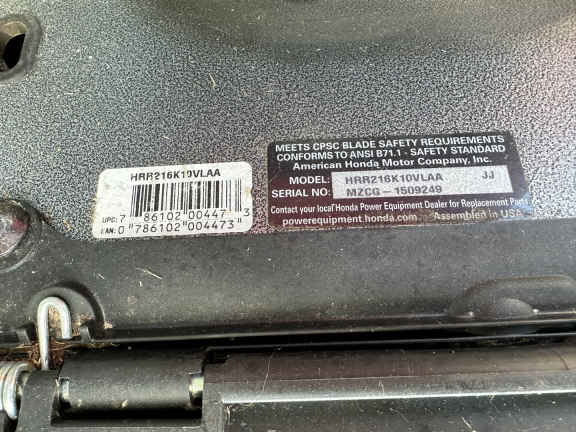 HRR216K10VLAA
UPC: 7 86102 00447 3
EAN: 0 786102 004473
MEETS CPSC BLADE SAFETY REQUIREMENTS
CONFORMS TO ANSI B71.1 - SAFETY STANDARD
American Honda Motor Company, Inc.
MODEL: HRR216K10VLAA JJ
SERIAL NO: MZCG-1509249
Contact your local Honda Power Equipment Dealer for Replacement Parts
powerequipment.honda.com Assembled in USA